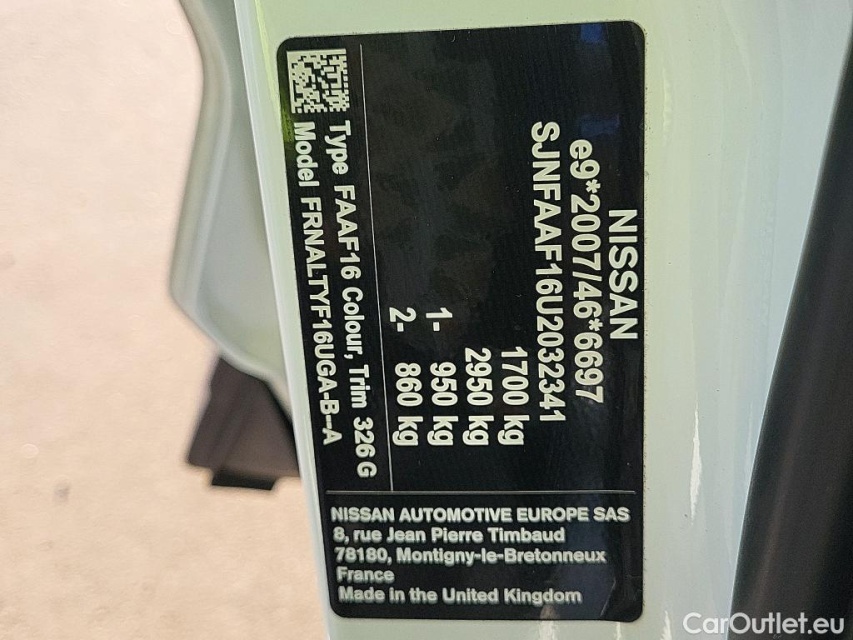 NISSAN
e9*2007/46*6697
SJNFAAF16U2032341
1700 kg
2950 kg
1- 950 kg
2- 860 kg
Type FAAF16 Colour, Trim 326 G
Model FRNALTYF16UGA-B--A
NISSAN AUTOMOTIVE EUROPE SAS
8, rue Jean Pierre Timbaud
78180, Montigny-le-Bretonneux
France
Made in the United Kingdom
CarOutlet.eu